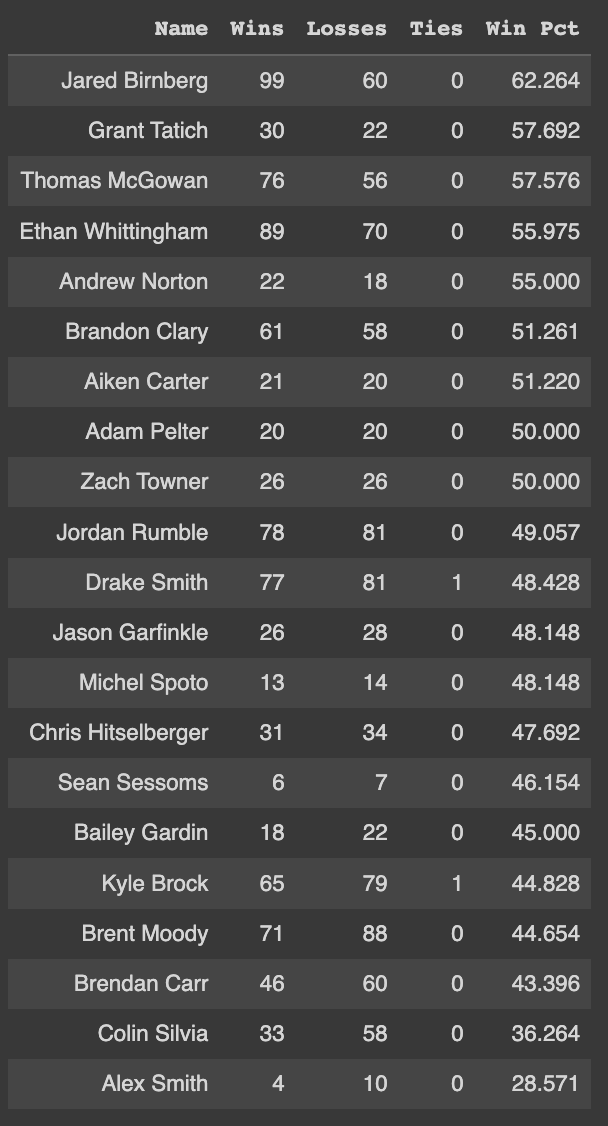 Name Wins Losses Ties Win Pct
Jared Birnberg 99 60 0 62.264
Grant Tatich 30 22 0 57.692
Thomas McGowan 76 56 0 57.576
Ethan Whittingham 89 70 0 55.975
Andrew Norton 22 18 0 55.000
Brandon Clary 61 58 0 51.261
Aiken Carter 21 20 0 51.220
Adam Pelter 20 20 0 50.000
Zach Towner 26 26 0 50.000
Jordan Rumble 78 81 0 49.057
Drake Smith 77 81 1 48.428
Jason Garfinkle 26 28 0 48.148
Michel Spoto 13 14 0 48.148
Chris Hitselberger 31 34 0 47.692
Sean Sessoms 6 7 0 46.154
Bailey Gardin 18 22 0 45.000
Kyle Brock 65 79 1 44.828
Brent Moody 71 88 0 44.654
Brendan Carr 46 60 0 43.396
Colin Silvia 33 58 0 36.264
Alex Smith 4 10 0 28.571